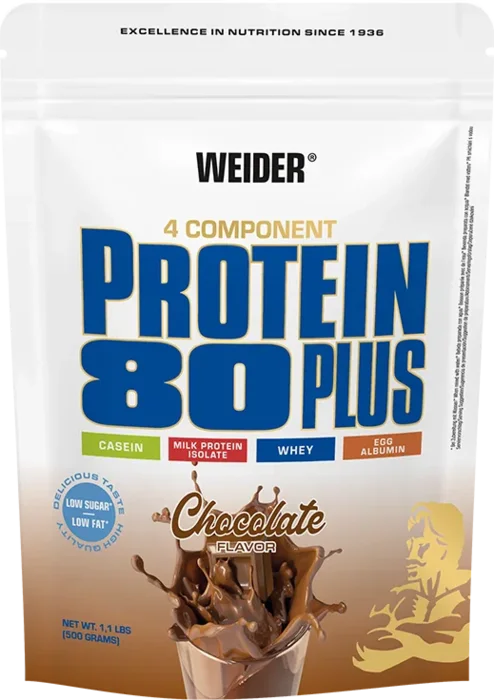 EXCELLENCE IN NUTRITION SINCE 1936
WEIDER®
4 COMPONENT
PROTEIN
80 PLUS
CASEIN
MILK PROTEIN
ISOLATE
WHEY
EGG
ALBUMIN
DELICIOUS TASTE
LOW SUGAR*
LOW FAT*
HIGH QUALITY
Chocolate
FLAVOR
NET WT. 1,1 LBS
(500 GRAMS)